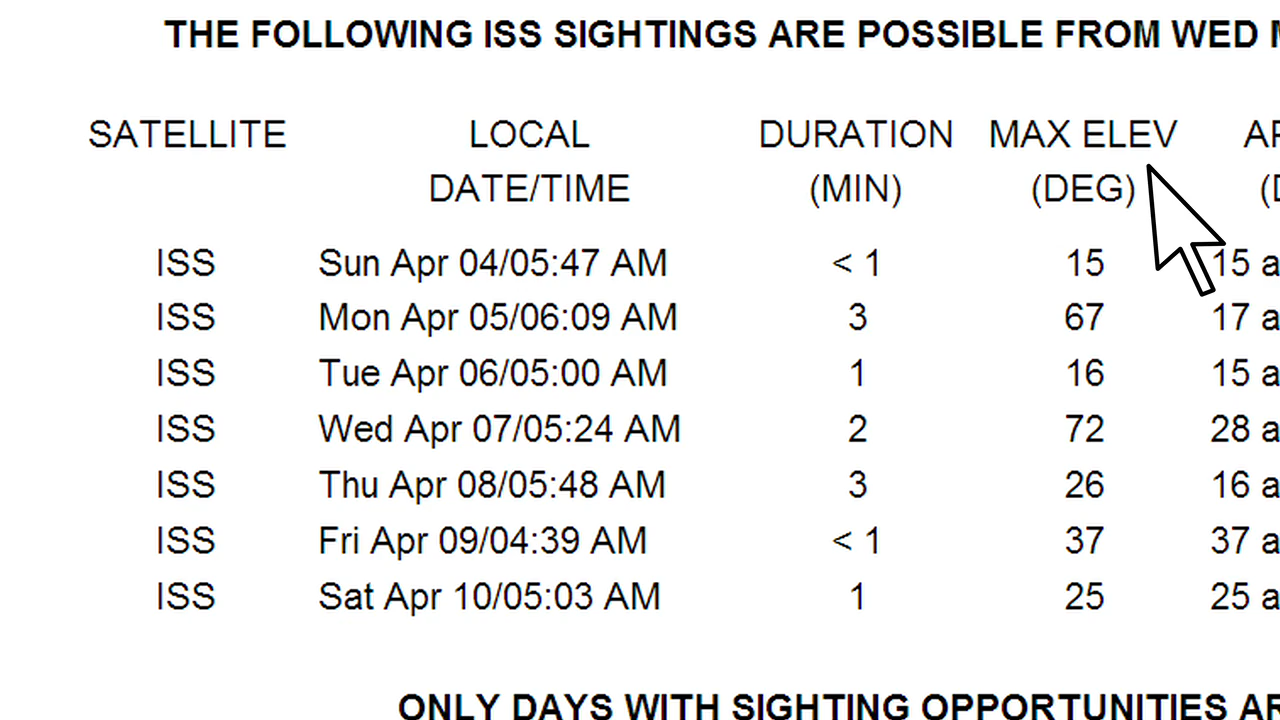 THE FOLLOWING ISS SIGHTINGS ARE POSSIBLE FROM WED
SATELLITE LOCAL DURATION MAX ELEV
DATE/TIME (MIN) (DEG)
ISS Sun Apr 04/05:47 AM < 1 15 15 a
ISS Mon Apr 05/06:09 AM 3 67 17 a
ISS Tue Apr 06/05:00 AM 1 16 15 a
ISS Wed Apr 07/05:24 AM 2 72 28 a
ISS Thu Apr 08/05:48 AM 3 26 16 a
ISS Fri Apr 09/04:39 AM < 1 37 37 a
ISS Sat Apr 10/05:03 AM 1 25 25 a
ONLY DAYS WITH SIGHTING OPPORTUNITIES